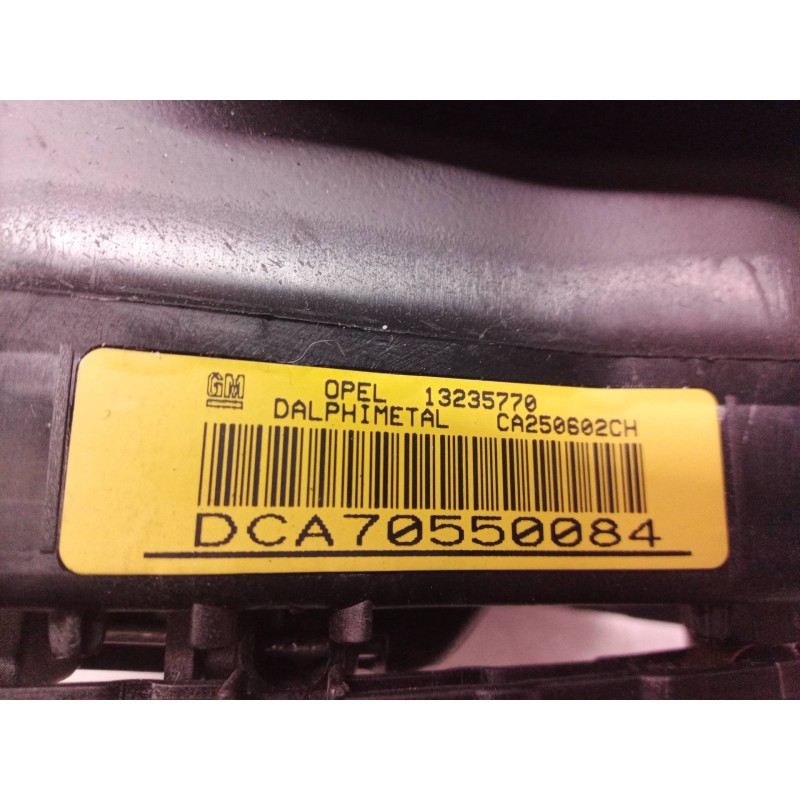 GM OPEL 13235770
DALPHIMETAL CA250602CH
DCA70550084